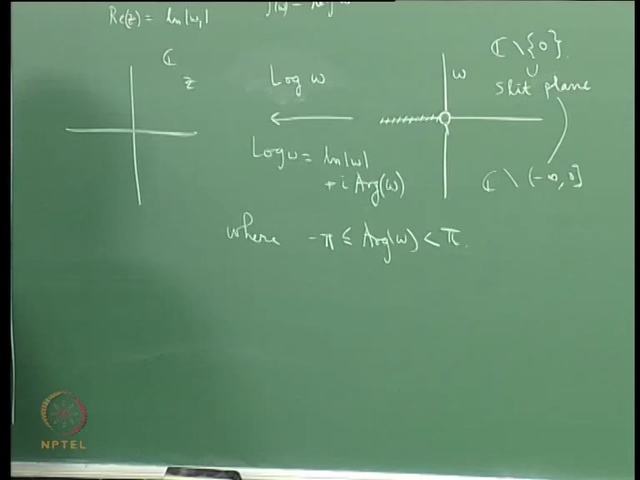 Re(z) = ln|w|
ℂ
z
Log w
w
ℂ \ {0}
∪
slit plane
Log w = ln|w|
+ i Arg(w)
ℂ \ (-∞, 0]
where -π ≤ Arg(w) < π.
NPTEL